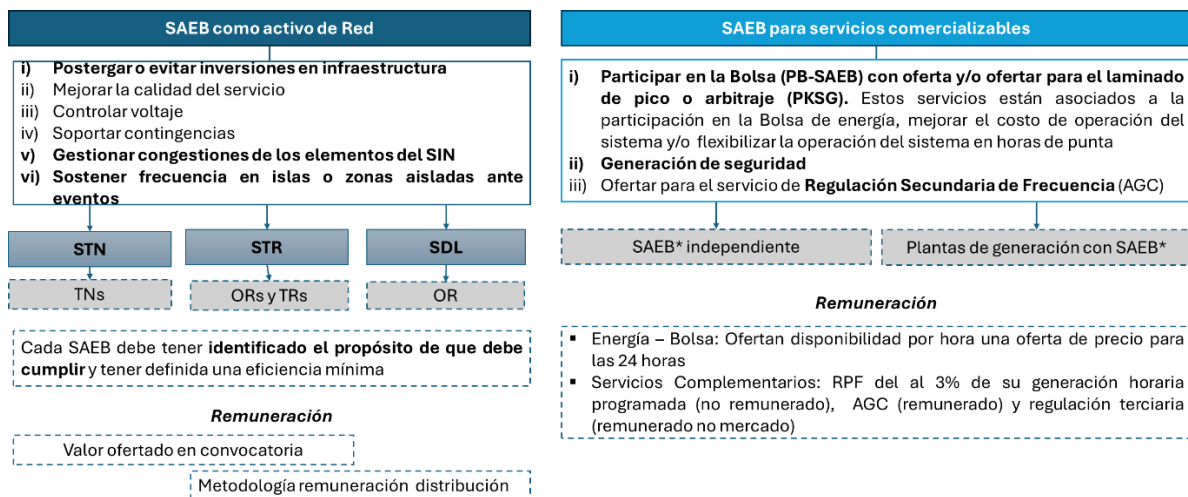 SAEB como activo de Red
i) Postergar o evitar inversiones en infraestructura
ii) Mejorar la calidad del servicio
iii) Controlar voltaje
iv) Soportar contingencias
v) Gestionar congestiones de los elementos del SIN
vi) Sostener frecuencia en islas o zonas aisladas ante
eventos
STN
STR
SDL
TNs
ORs y TRs
OR
Cada SAEB debe tener identificado el propósito de que debe
cumplir y tener definida una eficiencia mínima
Remuneración
Valor ofertado en convocatoria
Metodología remuneración distribución
SAEB para servicios comercializables
i) Participar en la Bolsa (PB-SAEB) con oferta y/o ofertar para el laminado
de pico o arbitraje (PKSG). Estos servicios están asociados a la
participación en la Bolsa de energía, mejorar el costo de operación del
sistema y/o flexibilizar la operación del sistema en horas de punta
ii) Generación de seguridad
iii) Ofertar para el servicio de Regulación Secundaria de Frecuencia (AGC)
SAEB* independiente
Plantas de generación con SAEB*
Remuneración
▪ Energía – Bolsa: Ofertan disponibilidad por hora una oferta de precio para
las 24 horas
▪ Servicios Complementarios: RPF del al 3% de su generación horaria
programada (no remunerado), AGC (remunerado) y regulación terciaria
(remunerado no mercado)